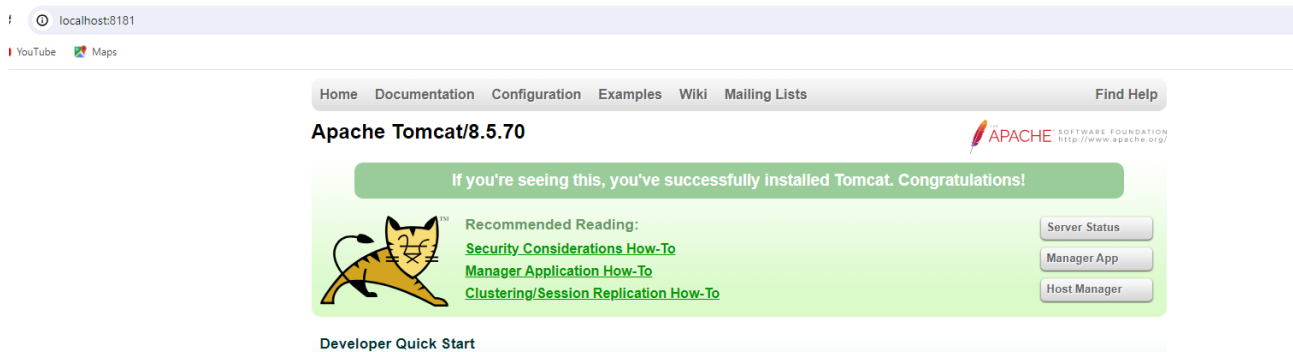 localhost:8181
YouTube Maps
Home Documentation Configuration Examples Wiki Mailing Lists Find Help
Apache Tomcat/8.5.70
THE
APACHE SOFTWARE FOUNDATION
http://www.apache.org/
If you're seeing this, you've successfully installed Tomcat. Congratulations!
TM
Recommended Reading:
Security Considerations How-To
Manager Application How-To
Clustering/Session Replication How-To
Server Status
Manager App
Host Manager
Developer Quick Start